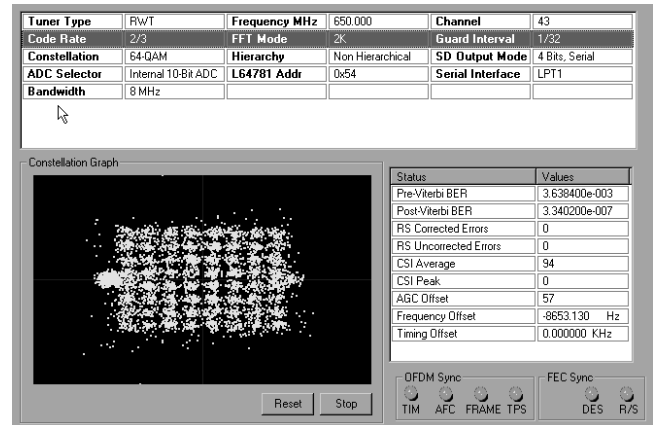 Tuner Type RWT Frequency MHz 650.000 Channel 43
Code Rate 2/3 FFT Mode 2K Guard Interval 1/32
Constellation 64-QAM Hierarchy Non Hierarchical SD Output Mode 4 Bits, Serial
ADC Selector Internal 10-Bit ADC L64781 Addr 0x54 Serial Interface LPT1
Bandwidth 8 MHz
Constellation Graph
Status Values
Pre-Viterbi BER 3.638400e-003
Post-Viterbi BER 3.340200e-007
RS Corrected Errors 0
RS Uncorrected Errors 0
CSI Average 94
CSI Peak 0
AGC Offset 57
Frequency Offset -8653.130 Hz
Timing Offset 0.000000 KHz
Reset Stop
OFDM Sync FEC Sync
TIM AFC FRAME TPS DES R/S